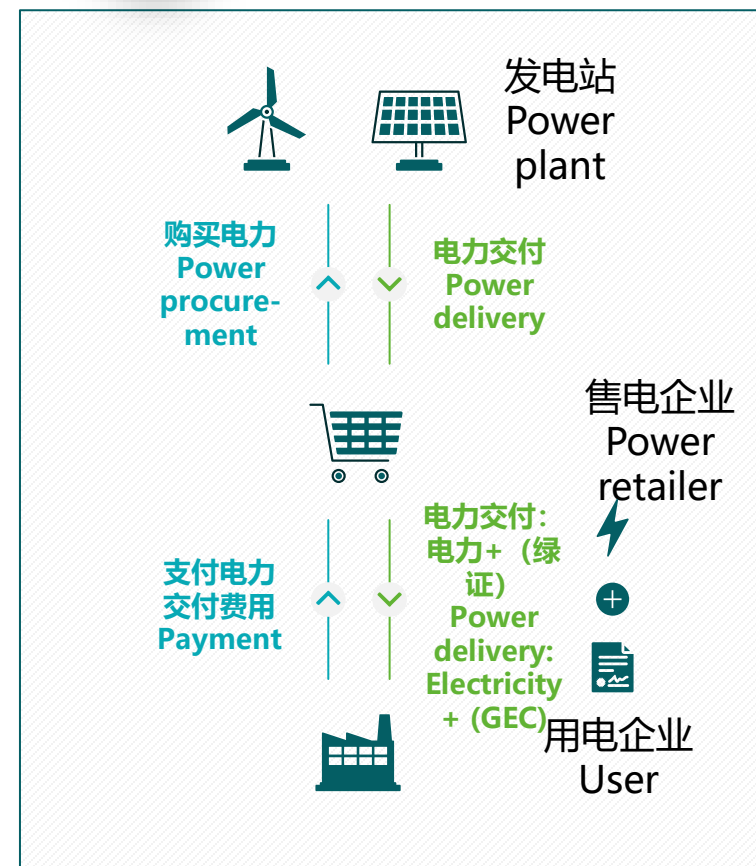 发电站
Power
plant
购买电力
Power
procure-
ment
电力交付
Power
delivery
售电企业
Power
retailer
支付电力
交付费用
Payment
电力交付：
电力+（绿
证）
Power
delivery:
Electricity
+ (GEC)
用电企业
User